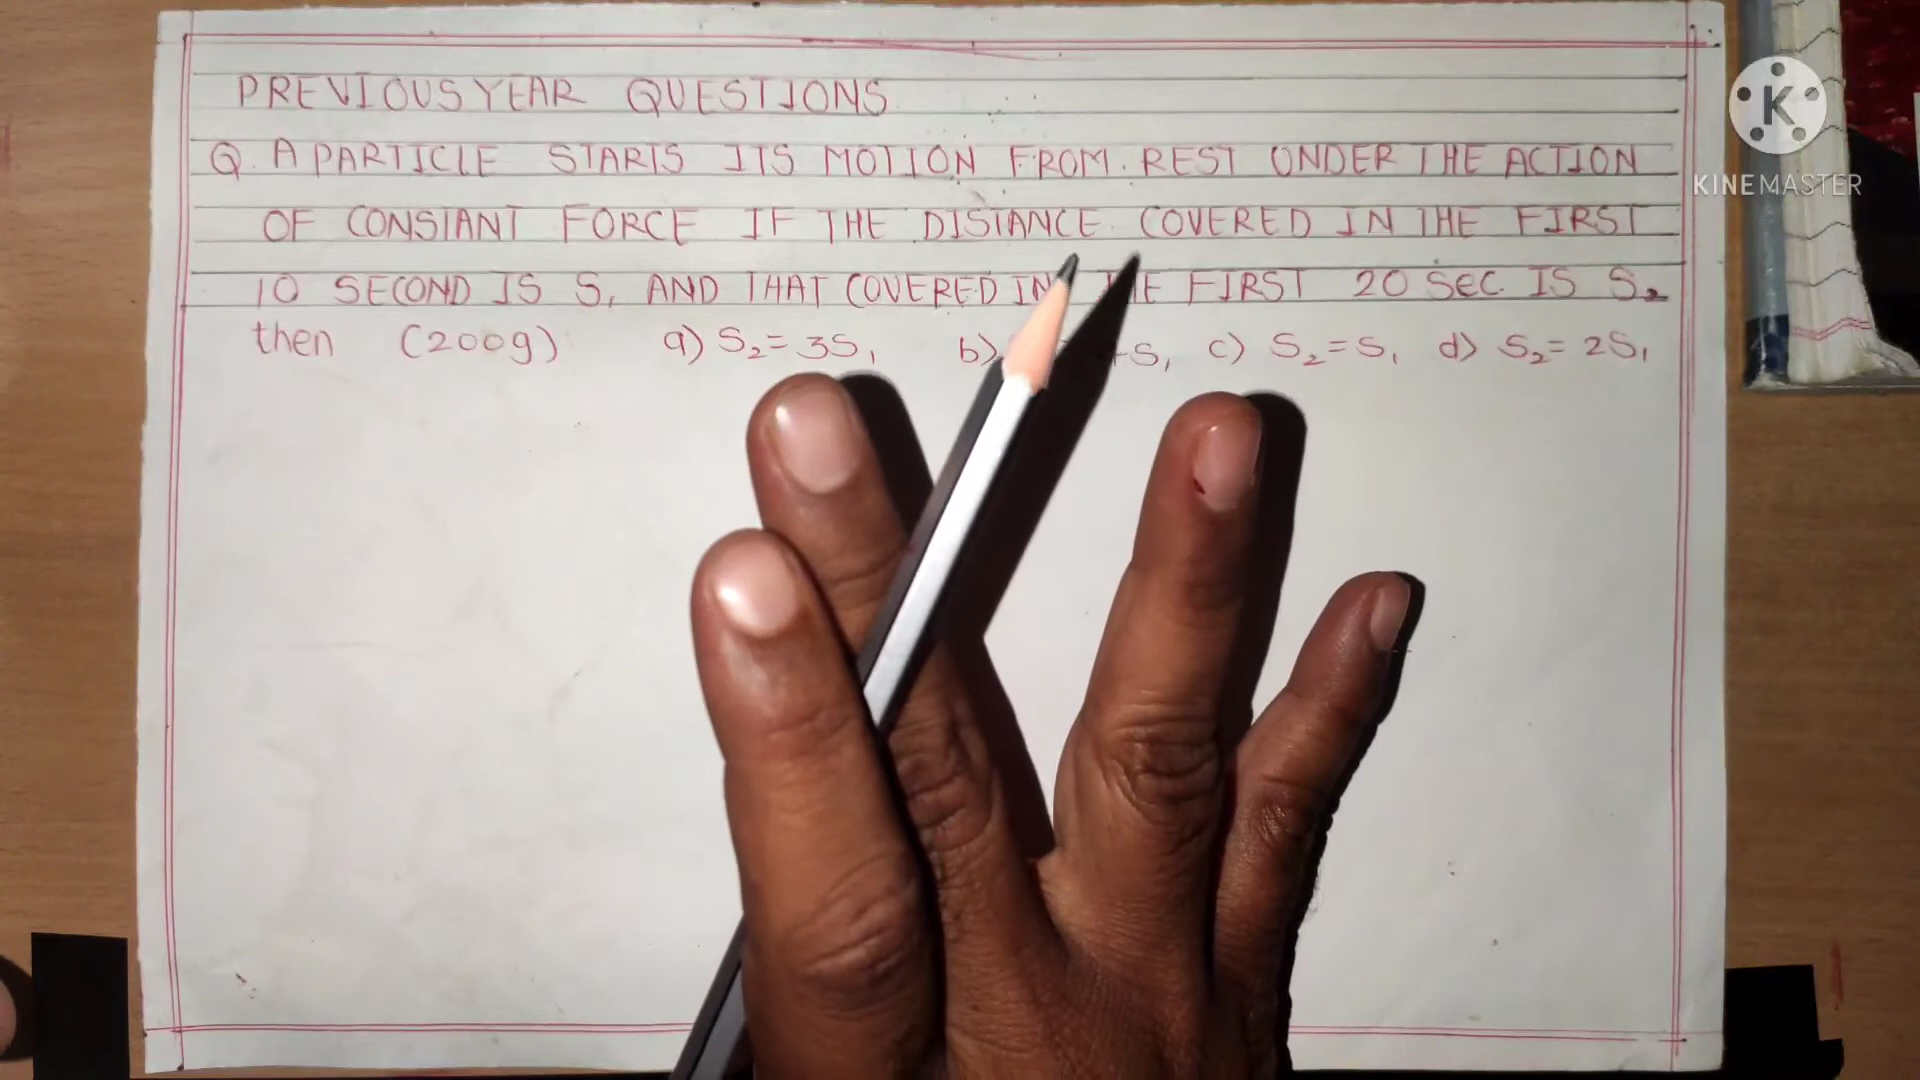 PREVIOUS YEAR QUESTIONS
Q. A PARTICLE STARTS ITS MOTION FROM REST UNDER THE ACTION
OF CONSTANT FORCE IF THE DISTANCE COVERED IN THE FIRST
10 SECOND IS S₁ AND THAT COVERED IN THE FIRST 20 SEC. IS S₂
then (2009) a) S₂ = 3S₁ b) S₁ c) S₂ = S₁ d) S₂ = 2S₁
K
KINEMASTER